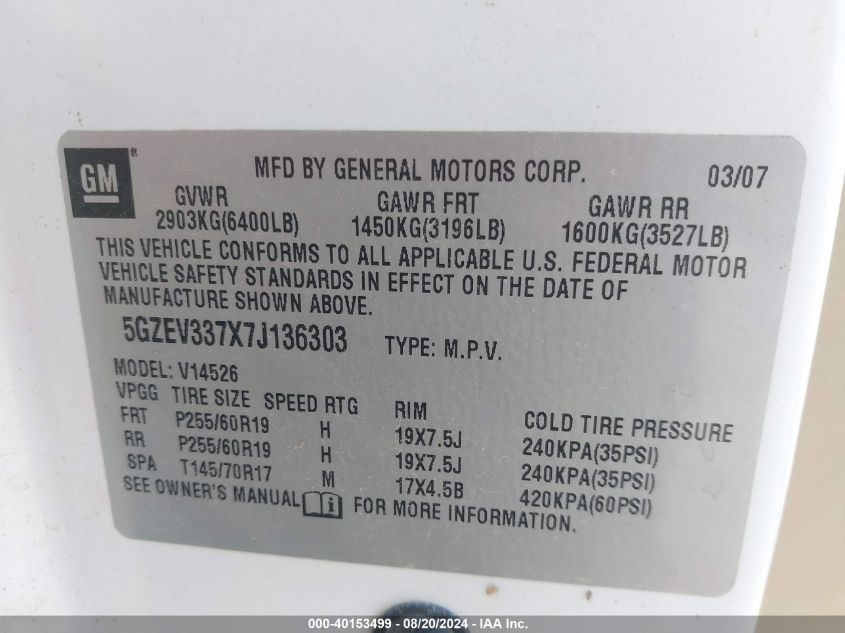 GM®
MFD BY GENERAL MOTORS CORP. 03/07
GVWR GAWR FRT GAWR RR
2903KG(6400LB) 1450KG(3196LB) 1600KG(3527LB)
THIS VEHICLE CONFORMS TO ALL APPLICABLE U.S. FEDERAL MOTOR
VEHICLE SAFETY STANDARDS IN EFFECT ON THE DATE OF
MANUFACTURE SHOWN ABOVE.
5GZEV337X7J136303 TYPE: M.P.V.
MODEL: V14526
VPGG TIRE SIZE SPEED RTG RIM COLD TIRE PRESSURE
FRT P255/60R19 H 19X7.5J 240KPA(35PSI)
RR P255/60R19 H 19X7.5J 240KPA(35PSI)
SPA T145/70R17 M 17X4.5B 420KPA(60PSI)
SEE OWNER'S MANUAL FOR MORE INFORMATION.
000-40153499 - 08/20/2024 - IAA Inc.